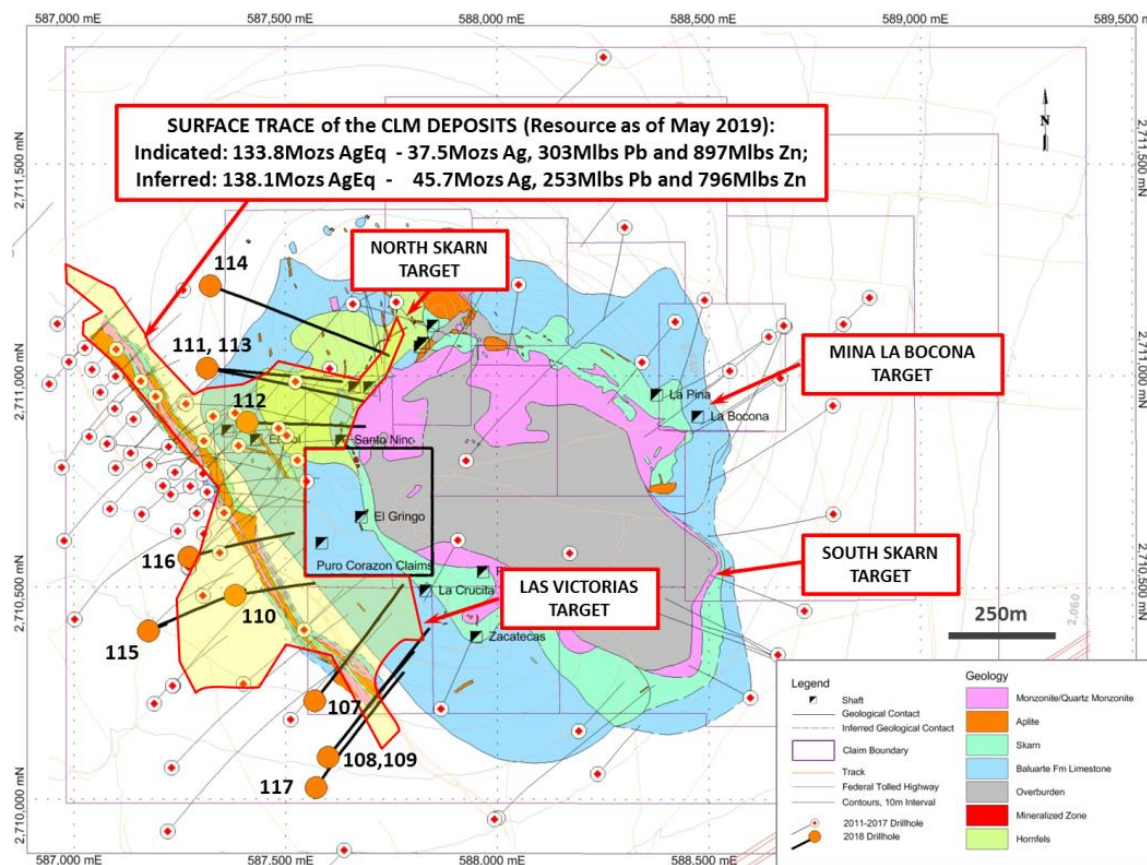 587,000 mE
587,500 mE
588,000 mE
588,500 mE
589,000 mE
589,500 mE
SURFACE TRACE of the CLM DEPOSITS (Resource as of May 2019):
Indicated: 133.8Mozs AgEq - 37.5Mozs Ag, 303Mlbs Pb and 897Mlbs Zn;
Inferred: 138.1Mozs AgEq - 45.7Mozs Ag, 253Mlbs Pb and 796Mlbs Zn
N
2,711,500 mN
2,711,500 mN
NORTH SKARN
TARGET
114
111, 113
2,711,000 mN
2,711,000 mN
MINA LA BOCONA
TARGET
La Pina
La Bocona
112
Santo Nino
El Gringo
Puro Corazon Claims
116
SOUTH SKARN
TARGET
LAS VICTORIAS
TARGET
2,710,500 mN
2,710,500 mN
La Crucita
110
250m
2,060
115
Zacatecas
107
108,109
117
2,710,000 mN
2,710,000 mN
Legend
Shaft
Geological Contact
Inferred Geological Contact
Claim Boundary
Track
Federal Tolled Highway
Contours, 10m Interval
2011-2017 Drillhole
2018 Drillhole
Geology
Monzonite/Quartz Monzonite
Aplite
Skarn
Baluarte Fm Limestone
Overburden
Mineralized Zone
Hornfels
587,000 mE
587,500 mE
588,000 mE
588,500 mE